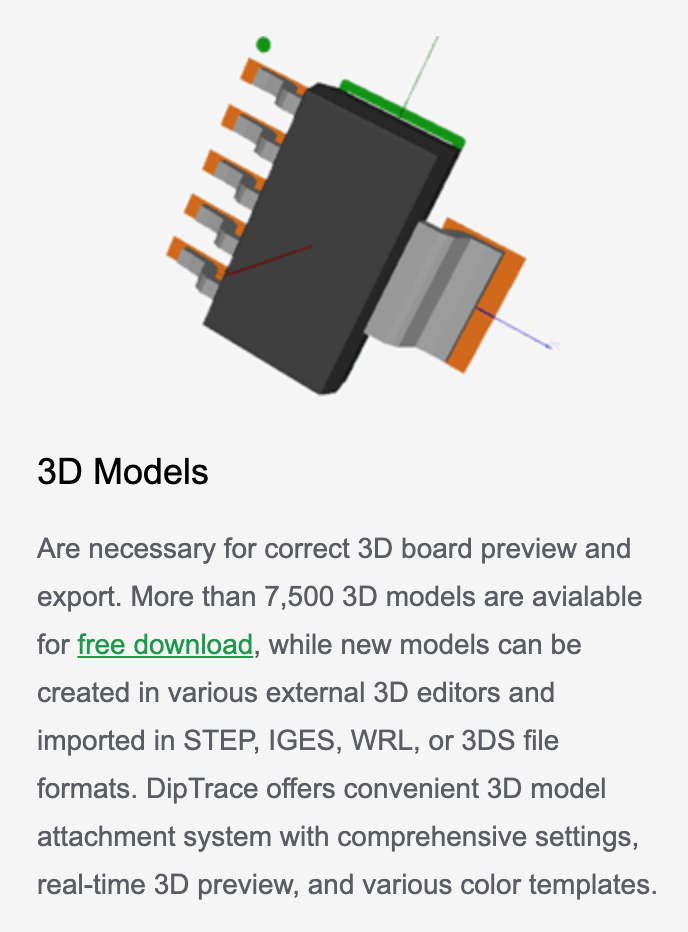 3D Models
Are necessary for correct 3D board preview and
export. More than 7,500 3D models are avialable
for free download, while new models can be
created in various external 3D editors and
imported in STEP, IGES, WRL, or 3DS file
formats. DipTrace offers convenient 3D model
attachment system with comprehensive settings,
real-time 3D preview, and various color templates.